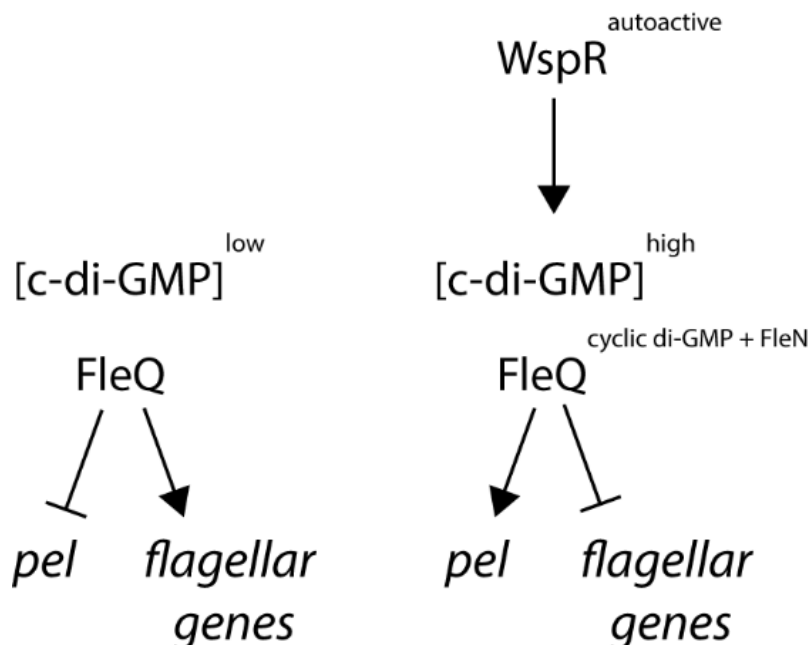 WspR autoactive
[c-di-GMP] low
[c-di-GMP] high
FleQ
FleQ cyclic di-GMP + FleN
pel
flagellar
genes
pel
flagellar
genes